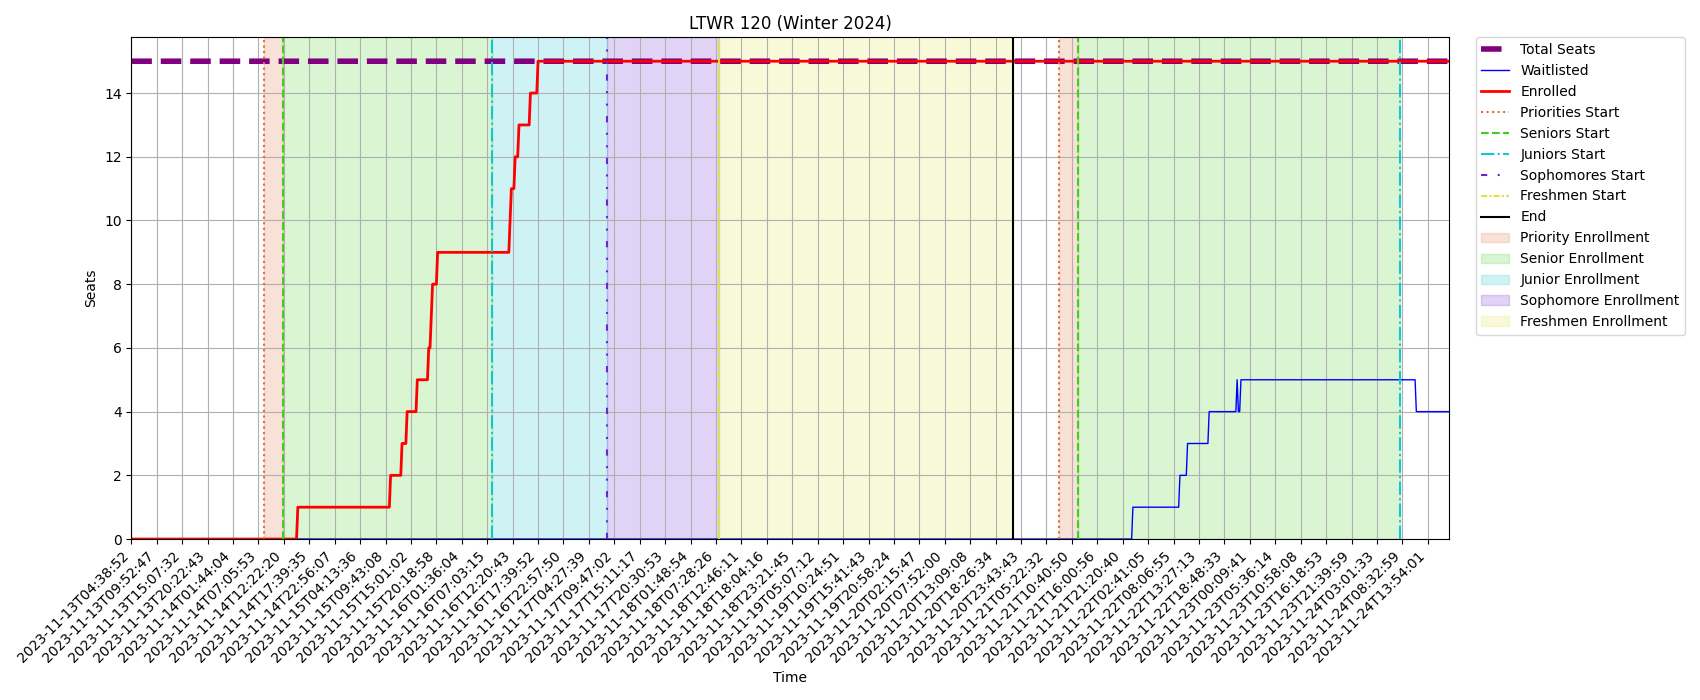 LTWR 120 (Winter 2024)
Total Seats
Waitlisted
Enrolled
Priorities Start
Seniors Start
Juniors Start
Sophomores Start
Freshmen Start
End
Priority Enrollment
Senior Enrollment
Junior Enrollment
Sophomore Enrollment
Freshmen Enrollment
Seats
14
12
10
8
6
4
2
0
2023-11-13T04:38:52
2023-11-13T09:52:47
2023-11-13T15:07:32
2023-11-13T20:22:43
2023-11-14T01:44:04
2023-11-14T07:05:53
2023-11-14T12:22:20
2023-11-14T17:39:35
2023-11-14T22:56:07
2023-11-15T04:13:36
2023-11-15T09:43:08
2023-11-15T15:01:02
2023-11-15T20:18:58
2023-11-16T01:36:04
2023-11-16T07:03:15
2023-11-16T12:20:43
2023-11-16T17:39:52
2023-11-16T22:57:50
2023-11-17T04:27:39
2023-11-17T09:47:02
2023-11-17T15:11:17
2023-11-17T20:30:53
2023-11-18T01:48:54
2023-11-18T07:28:26
2023-11-18T12:46:11
2023-11-18T18:04:16
2023-11-18T23:21:45
2023-11-19T05:07:12
2023-11-19T10:24:51
2023-11-19T15:41:43
2023-11-19T20:58:24
2023-11-20T02:15:47
2023-11-20T07:52:00
2023-11-20T13:09:08
2023-11-20T18:26:34
2023-11-20T23:43:43
2023-11-21T05:22:32
2023-11-21T10:40:50
2023-11-21T16:00:56
2023-11-21T21:20:40
2023-11-22T02:41:05
2023-11-22T08:06:55
2023-11-22T13:27:13
2023-11-22T18:48:33
2023-11-23T00:09:41
2023-11-23T05:36:14
2023-11-23T10:58:08
2023-11-23T16:18:53
2023-11-23T21:39:59
2023-11-24T03:01:33
2023-11-24T08:32:59
2023-11-24T13:54:01
Time